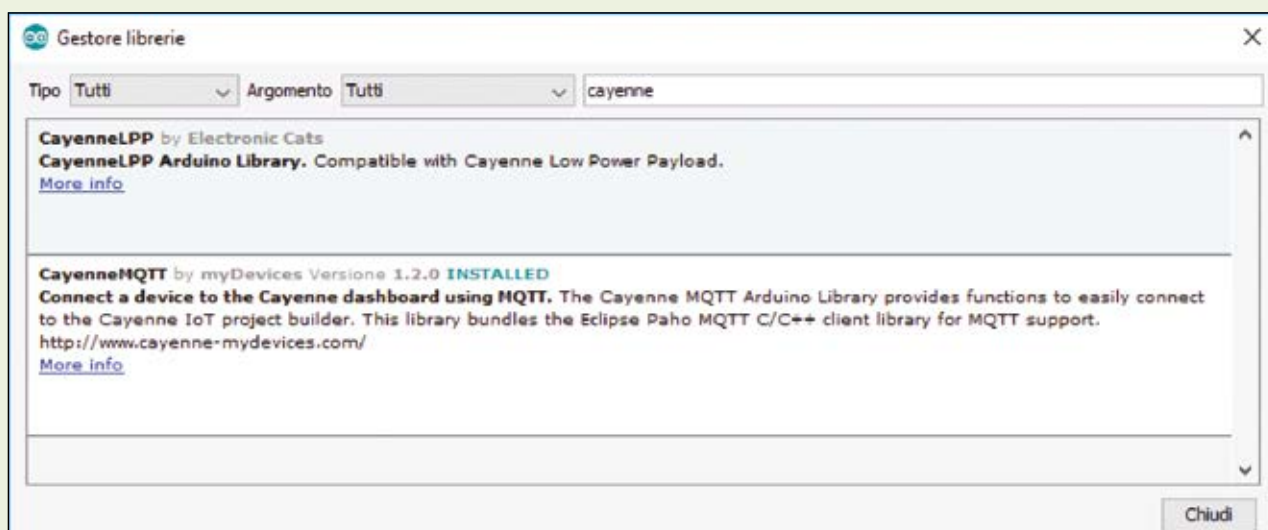 Gestore librerie
Tipo Tutti Argomento Tutti cayenne
CayenneLPP by Electronic Cats
CayenneLPP Arduino Library. Compatible with Cayenne Low Power Payload.
More info
CayenneMQTT by myDevices Versione 1.2.0 INSTALLED
Connect a device to the Cayenne dashboard using MQTT. The Cayenne MQTT Arduino Library provides functions to easily connect
to the Cayenne IoT project builder. This library bundles the Eclipse Paho MQTT C/C++ client library for MQTT support.
http://www.cayenne-mydevices.com/
More info
Chiudi